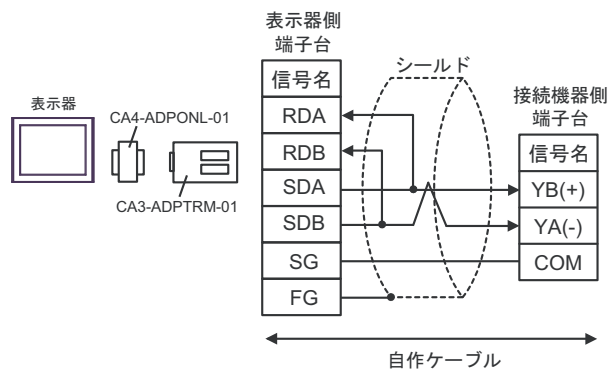 表示器側
端子台
シールド
接続機器側
端子台
表示器
CA4-ADPONL-01
CA3-ADPTRM-01
信号名
RDA
RDB
SDA
SDB
SG
FG
信号名
YB(+)
YA(-)
COM
自作ケーブル